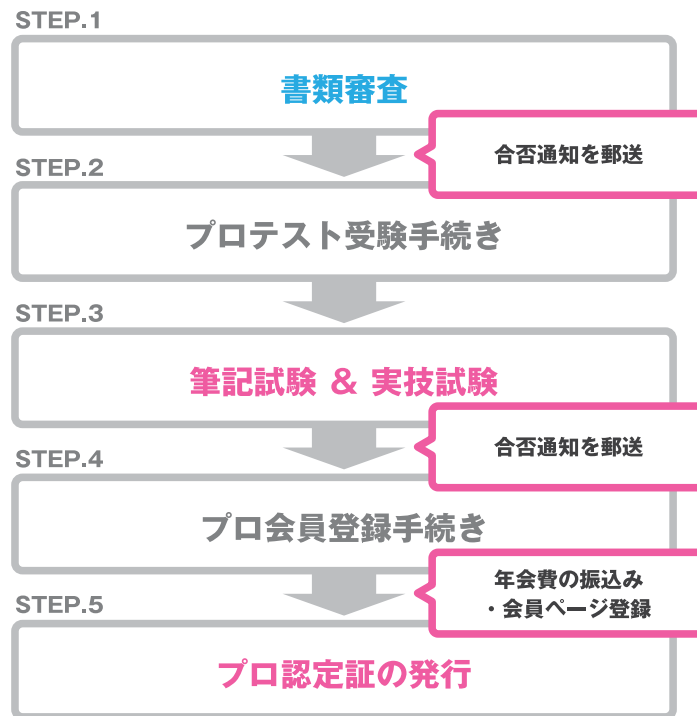 STEP.1
書類審査
合否通知を郵送
STEP.2
プロテスト受験手続き
STEP.3
筆記試験 & 実技試験
合否通知を郵送
STEP.4
プロ会員登録手続き
年会費の振込み
・会員ページ登録
STEP.5
プロ認定証の発行